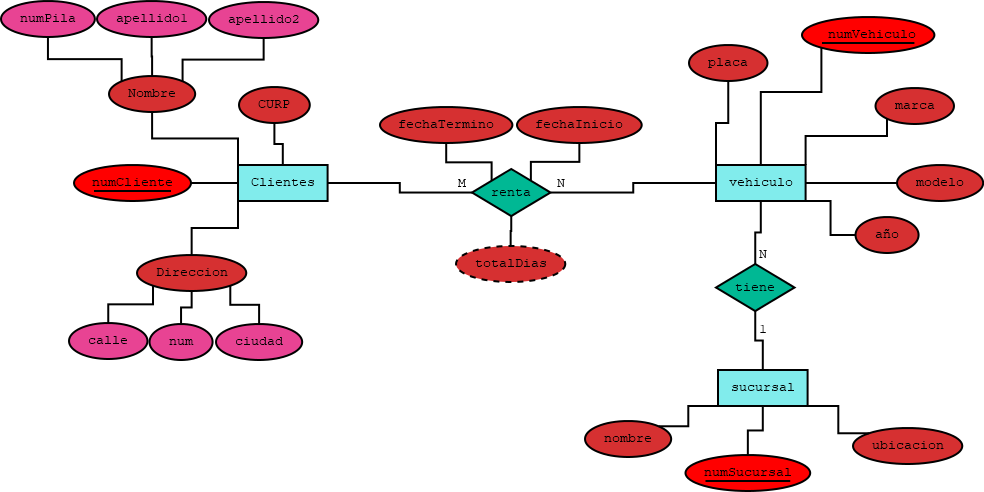 numPila
apellido1
apellido2
numVehiculo
placa
Nombre
CURP
marca
fechaTermino
fechaInicio
numCliente
Clientes
M
renta
N
vehiculo
modelo
año
Direccion
totalDias
N
tiene
1
calle
num
ciudad
sucursal
nombre
ubicacion
numSucursal